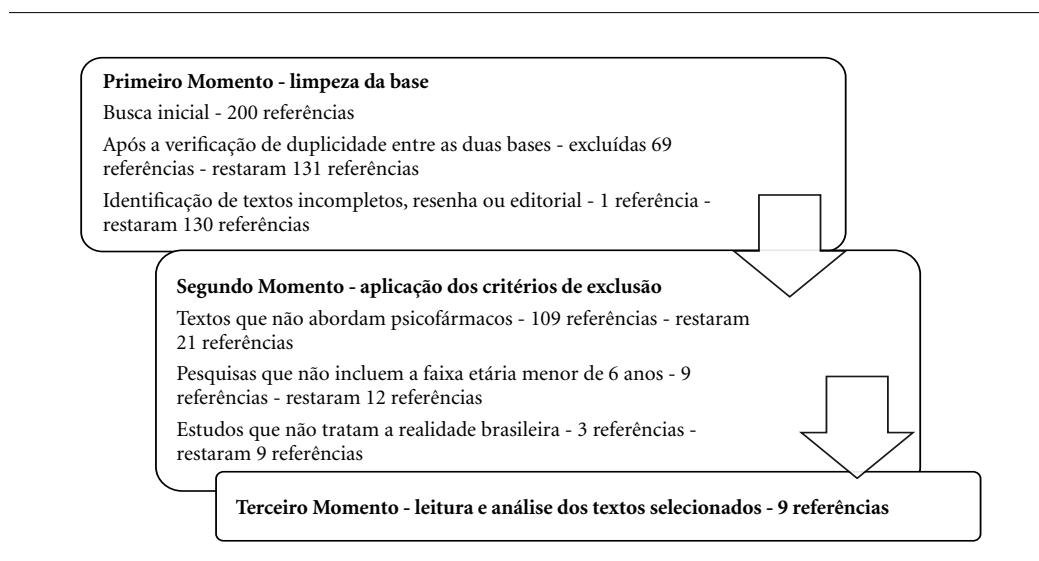 Primeiro Momento - limpeza da base
Busca inicial - 200 referências
Após a verificação de duplicidade entre as duas bases - excluídas 69
referências - restaram 131 referências
Identificação de textos incompletos, resenha ou editorial - 1 referência -
restaram 130 referências
Segundo Momento - aplicação dos critérios de exclusão
Textos que não abordam psicofármacos - 109 referências - restaram
21 referências
Pesquisas que não incluem a faixa etária menor de 6 anos - 9
referências - restaram 12 referências
Estudos que não tratam a realidade brasileira - 3 referências -
restaram 9 referências
Terceiro Momento - leitura e análise dos textos selecionados - 9 referências